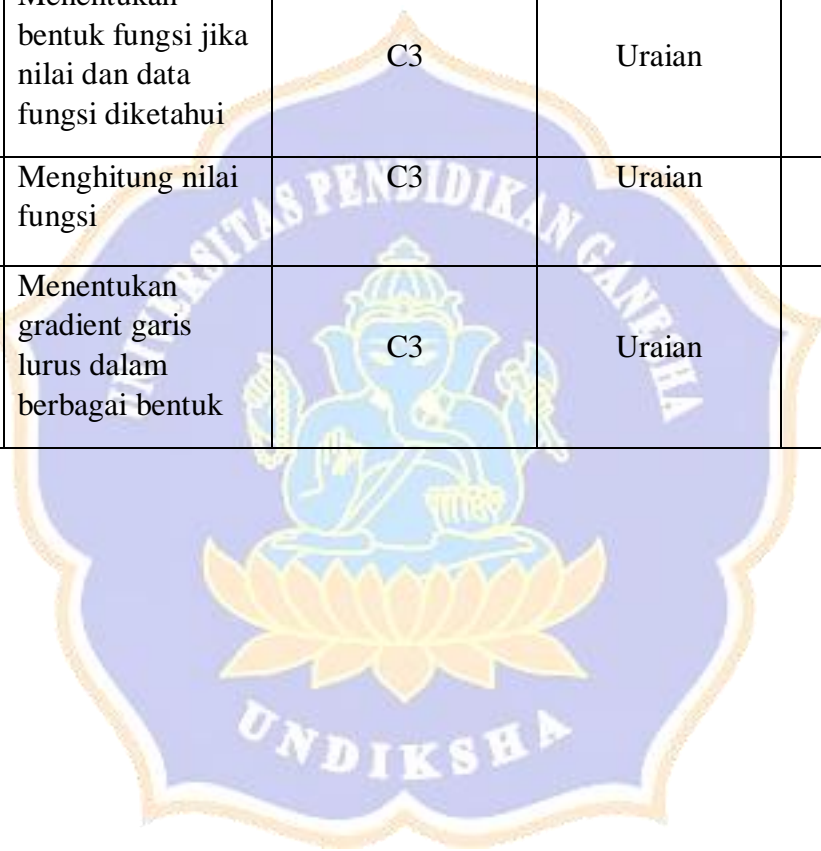 Menentukan
bentuk fungsi jika
nilai dan data
fungsi diketahui
C3
Uraian
Menghitung nilai
fungsi
C3
Uraian
Menentukan
gradient garis
lurus dalam
berbagai bentuk
C3
Uraian
UNIVERSITAS PENDIDIKAN GANESHA
UNDIKSHA